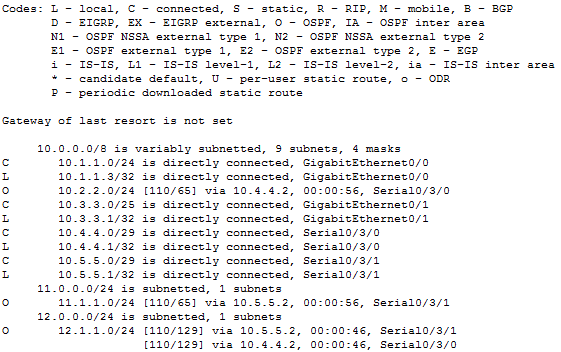 Codes: L - local, C - connected, S - static, R - RIP, M - mobile, B - BGP
D - EIGRP, EX - EIGRP external, O - OSPF, IA - OSPF inter area
N1 - OSPF NSSA external type 1, N2 - OSPF NSSA external type 2
E1 - OSPF external type 1, E2 - OSPF external type 2, E - EGP
i - IS-IS, L1 - IS-IS level-1, L2 - IS-IS level-2, ia - IS-IS inter area
* - candidate default, U - per-user static route, o - ODR
P - periodic downloaded static route
Gateway of last resort is not set
10.0.0.0/8 is variably subnetted, 9 subnets, 4 masks
C 10.1.1.0/24 is directly connected, GigabitEthernet0/0
L 10.1.1.3/32 is directly connected, GigabitEthernet0/0
O 10.2.2.0/24 [110/65] via 10.4.4.2, 00:00:56, Serial0/3/0
C 10.3.3.0/25 is directly connected, GigabitEthernet0/1
L 10.3.3.1/32 is directly connected, GigabitEthernet0/1
C 10.4.4.0/29 is directly connected, Serial0/3/0
L 10.4.4.1/32 is directly connected, Serial0/3/0
C 10.5.5.0/29 is directly connected, Serial0/3/1
L 10.5.5.1/32 is directly connected, Serial0/3/1
11.0.0.0/24 is subnetted, 1 subnets
O 11.1.1.0/24 [110/65] via 10.5.5.2, 00:00:56, Serial0/3/1
12.0.0.0/24 is subnetted, 1 subnets
O 12.1.1.0/24 [110/129] via 10.5.5.2, 00:00:46, Serial0/3/1
[110/129] via 10.4.4.2, 00:00:46, Serial0/3/0